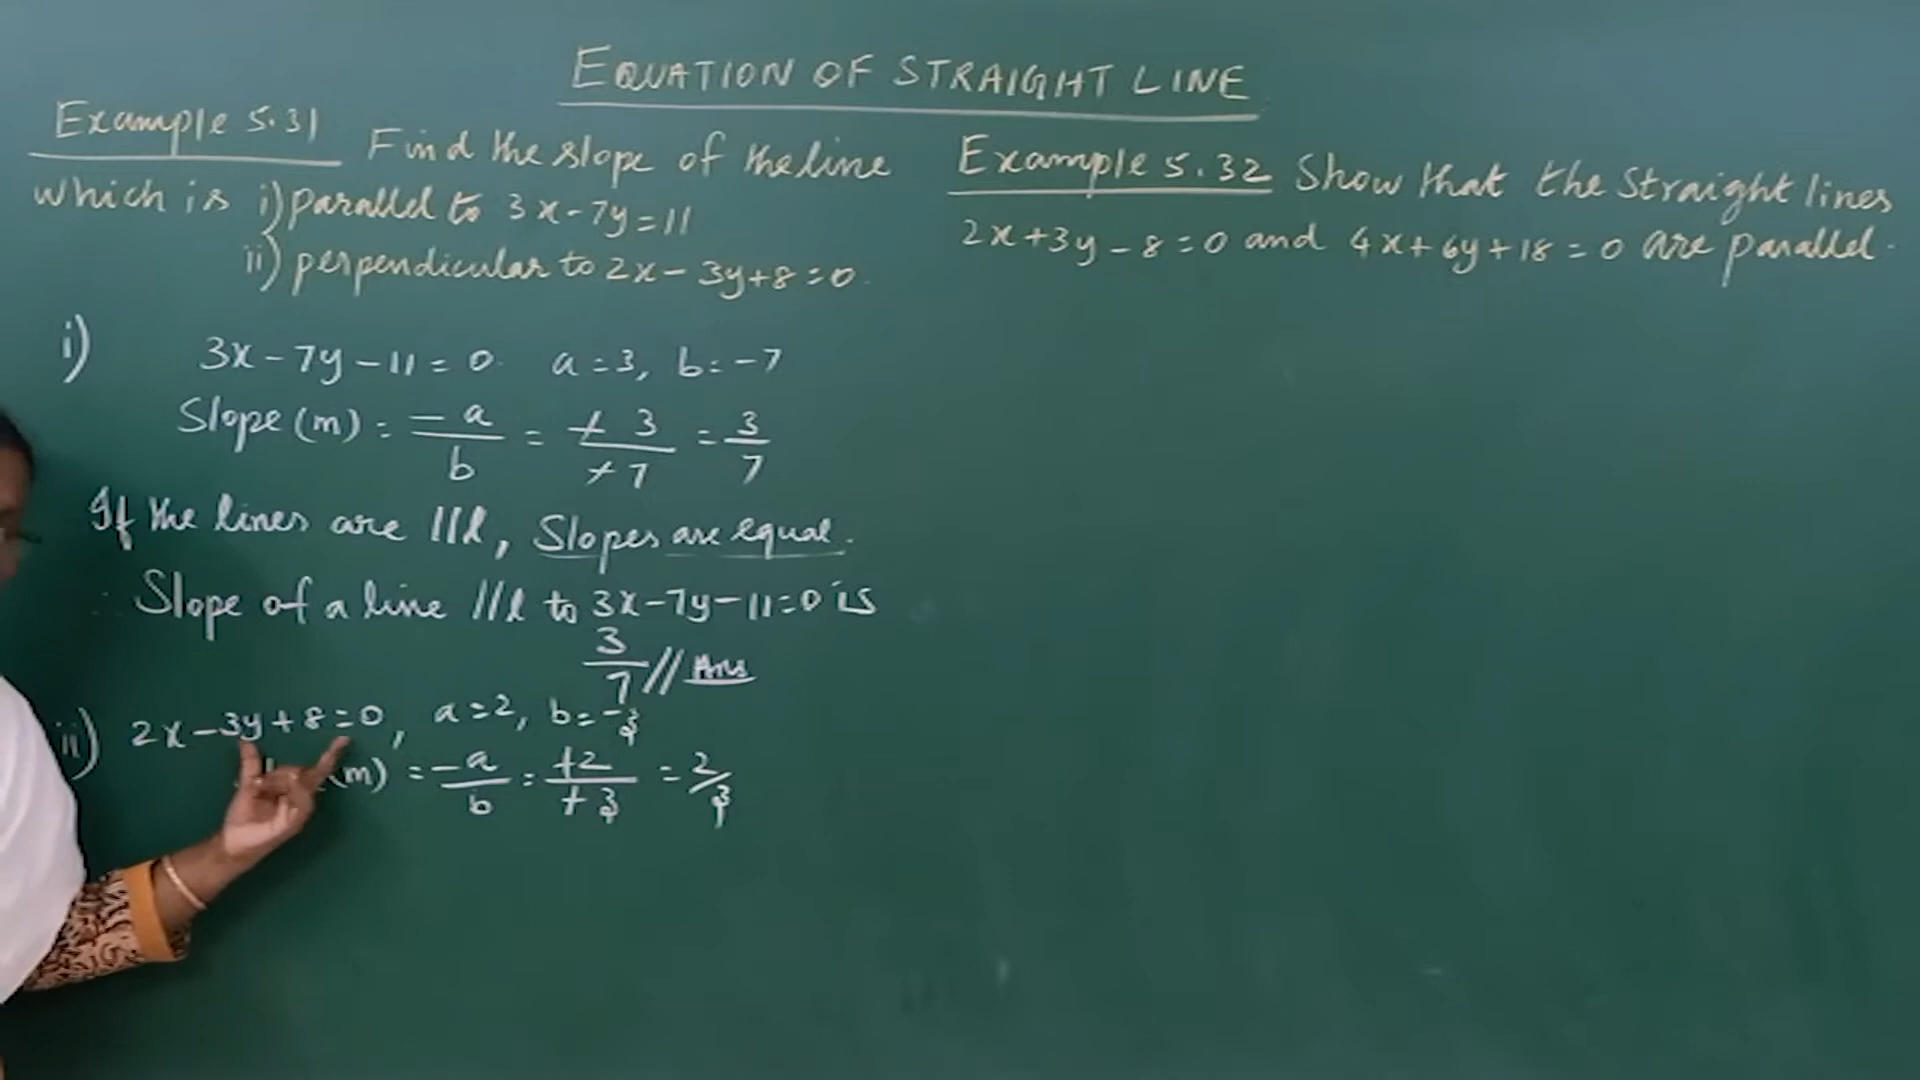 EQUATION OF STRAIGHT LINE
Example 5.31 Find the slope of the line
which is i) parallel to 3x-7y=11
ii) perpendicular to 2x-3y+8=0.
i) 3x-7y-11=0. a=3, b=-7
Slope (m) = -a/b = +3/+7 = 3/7
If the lines are ||l, Slopes are equal.
∴ Slope of a line ||l to 3x-7y-11=0 is
3/7 // Ans
ii) 2x-3y+8=0, a=2, b=-3
(m) = -a/b = +2/+3 = 2/3
Example 5.32 Show that the Straight lines
2x+3y-8=0 and 4x+6y+18=0 are parallel.